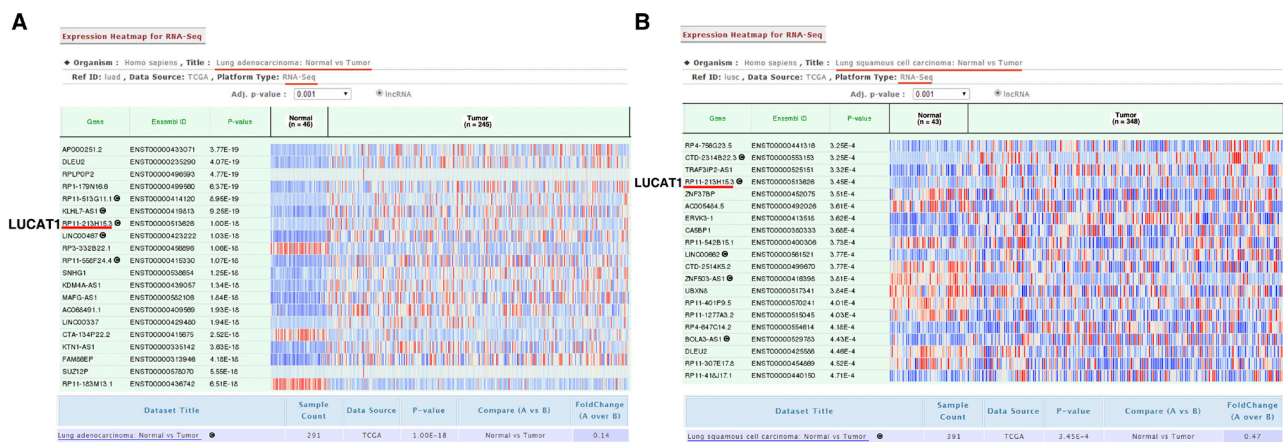 A
Expression Heatmap for RNA-Seq
◆ Organism : Homo sapiens , Title : Lung adenocarcinoma: Normal vs Tumor
Ref ID: luad , Data Source: TCGA , Platform Type: RNA-Seq
Adj. p-value : 0.001 ▼ lncRNA
Gene Ensembl ID P-value Normal (n = 46) Tumor (n = 245)
AP000251.2 ENST00000433071 3.77E-19
DLEU2 ENST00000235290 4.07E-19
RPLP0P2 ENST00000496593 4.77E-19
RP1-179N16.6 ENST00000499560 6.37E-19
RP11-513G11.1 C ENST00000414120 8.95E-19
KLHL7-AS1 C ENST00000419813 9.25E-19
LUCAT1 RP11-213H15.3 C ENST00000513626 1.00E-18
LINC00467 C ENST00000423222 1.03E-18
RP3-332B22.1 ENST00000456898 1.06E-18
RP11-556F24.4 C ENST00000415330 1.07E-18
SNHG1 ENST00000538654 1.25E-18
KDM4A-AS1 ENST00000439057 1.34E-18
MAFG-AS1 ENST00000582106 1.84E-18
AC068491.1 ENST00000409569 1.93E-18
LINC00337 ENST00000429480 1.94E-18
CTA-134P22.2 ENST00000415675 2.52E-18
KTN1-AS1 ENST00000335142 3.63E-18
FAM86EP ENST00000313946 4.18E-18
SUZ12P ENST00000578070 5.55E-18
RP11-183M13.1 ENST00000436742 6.51E-18
Dataset Title Sample Count Data Source P-value Compare (A vs B) FoldChange (A over B)
Lung adenocarcinoma: Normal vs Tumor C 291 TCGA 1.00E-18 Normal vs Tumor 0.14
B
Expression Heatmap for RNA-Seq
◆ Organism : Homo sapiens , Title : Lung squamous cell carcinoma: Normal vs Tumor
Ref ID: lusc , Data Source: TCGA , Platform Type: RNA-Seq
Adj. p-value : 0.001 ▼ lncRNA
Gene Ensembl ID P-value Normal (n = 43) Tumor (n = 348)
RP4-756G23.5 ENST00000441316 3.25E-4
CTD-2314B22.3 C ENST00000553153 3.25E-4
TRAF3IP2-AS1 ENST00000525151 3.32E-4
LUCAT1 RP11-213H15.3 C ENST00000513626 3.45E-4
ZNF37BP ENST00000452075 3.51E-4
AC005484.5 ENST00000492026 3.61E-4
ERVK3-1 ENST00000413518 3.62E-4
CA5BP1 ENST00000380333 3.68E-4
RP11-542B15.1 ENST00000400306 3.73E-4
LINC00662 C ENST00000561521 3.77E-4
CTD-2514K5.2 ENST00000499670 3.77E-4
ZNF503-AS1 C ENST00000416398 3.81E-4
UBXN8 ENST00000517341 3.84E-4
RP11-401P9.5 ENST00000570241 4.01E-4
RP11-1277A3.2 ENST00000515045 4.03E-4
RP4-647C14.2 ENST00000554614 4.18E-4
BOLA3-AS1 C ENST00000529783 4.43E-4
DLEU2 ENST00000425586 4.46E-4
RP11-307E17.8 ENST00000454869 4.52E-4
RP11-418J17.1 ENST00000440150 4.71E-4
Dataset Title Sample Count Data Source P-value Compare (A vs B) FoldChange (A over B)
Lung squamous cell carcinoma: Normal vs Tumor C 391 TCGA 3.45E-4 Normal vs Tumor 0.47